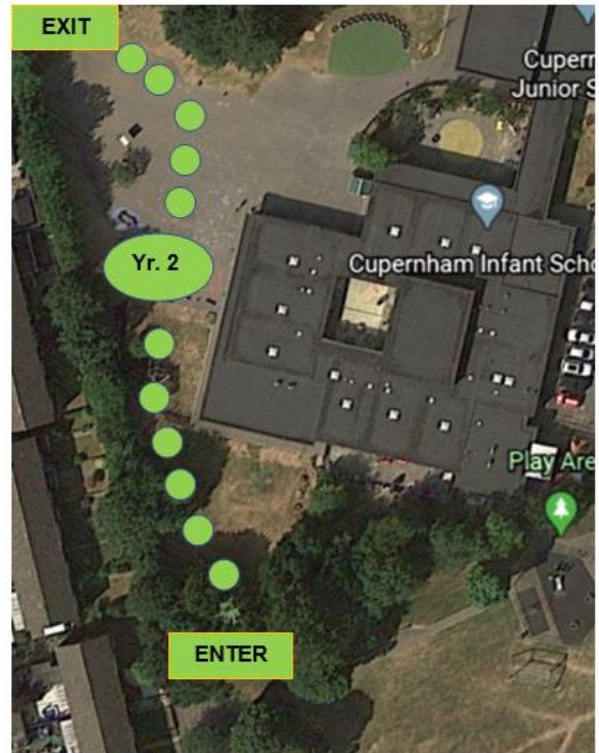 EXIT
Cupern
Junior S
Yr. 2
Cupernham Infant Scho
Play Are
ENTER